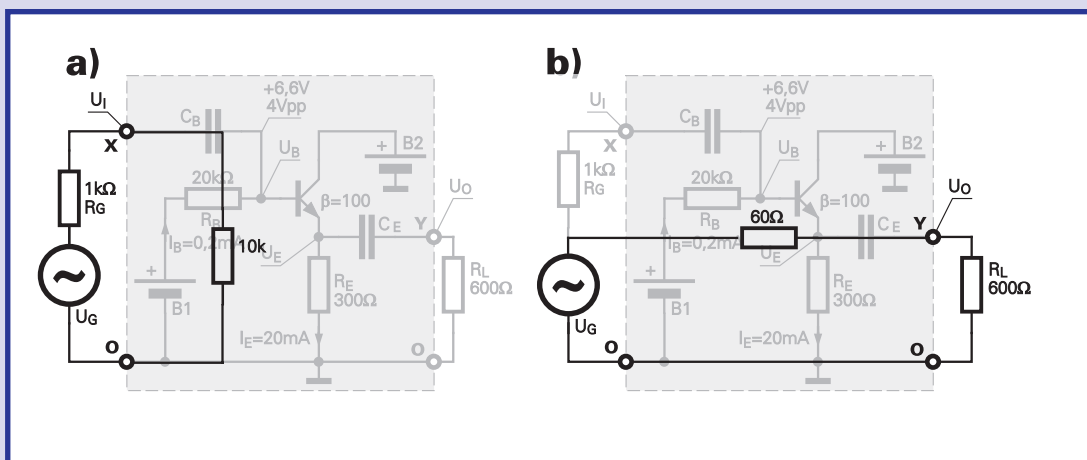 a)
+6,6V
4Vpp
UI
CB
X
UB
+
B2
20kΩ
1kΩ
RG
RB
β=100
UO
IB=0,2mA
10k
CE
Y
UE
+
RE
300Ω
RL
600Ω
B1
UG
IE=20mA
O
O
b)
+6,6V
4Vpp
UI
CB
X
UB
+
B2
20kΩ
1kΩ
RG
RB
β=100
60Ω
UO
IB=0,2mA
CE
Y
UE
+
RE
300Ω
RL
600Ω
B1
UG
IE=20mA
O
O